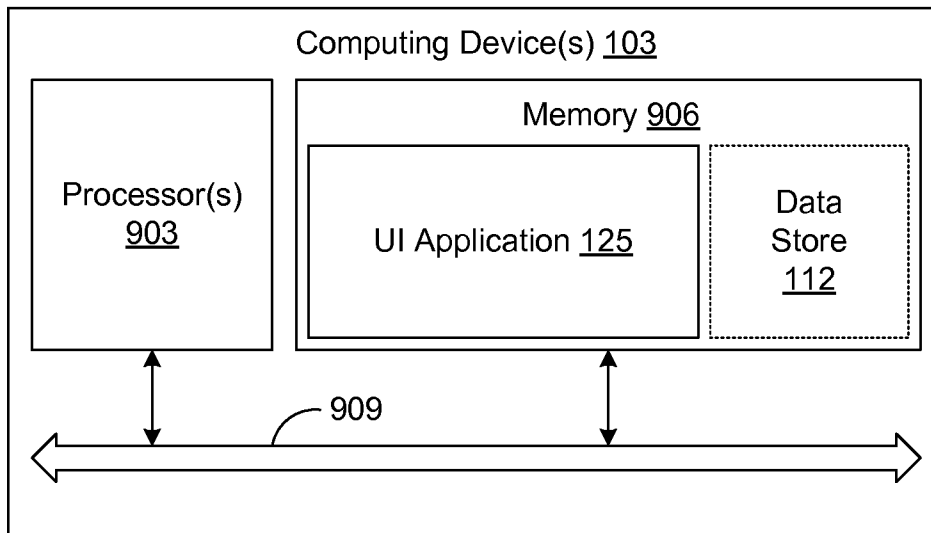 Computing Device(s) 103
Memory 906
Processor(s)
903
UI Application 125
Data
Store
112
909